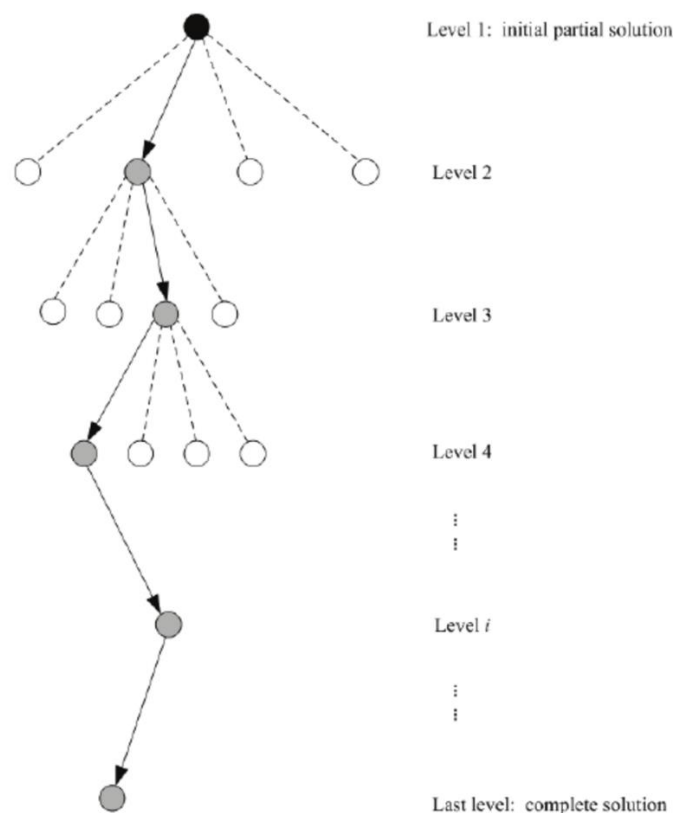 Level 1: initial partial solution
Level 2
Level 3
Level 4
⋮
⋮
Level i
⋮
⋮
Last level: complete solution